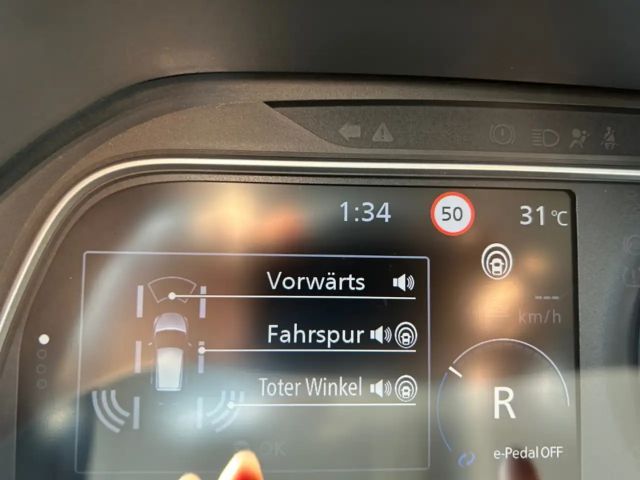 1:34 50 31°C
Vorwärts
--- km/h
Fahrspur
Toter Winkel
R
OK
e-Pedal OFF